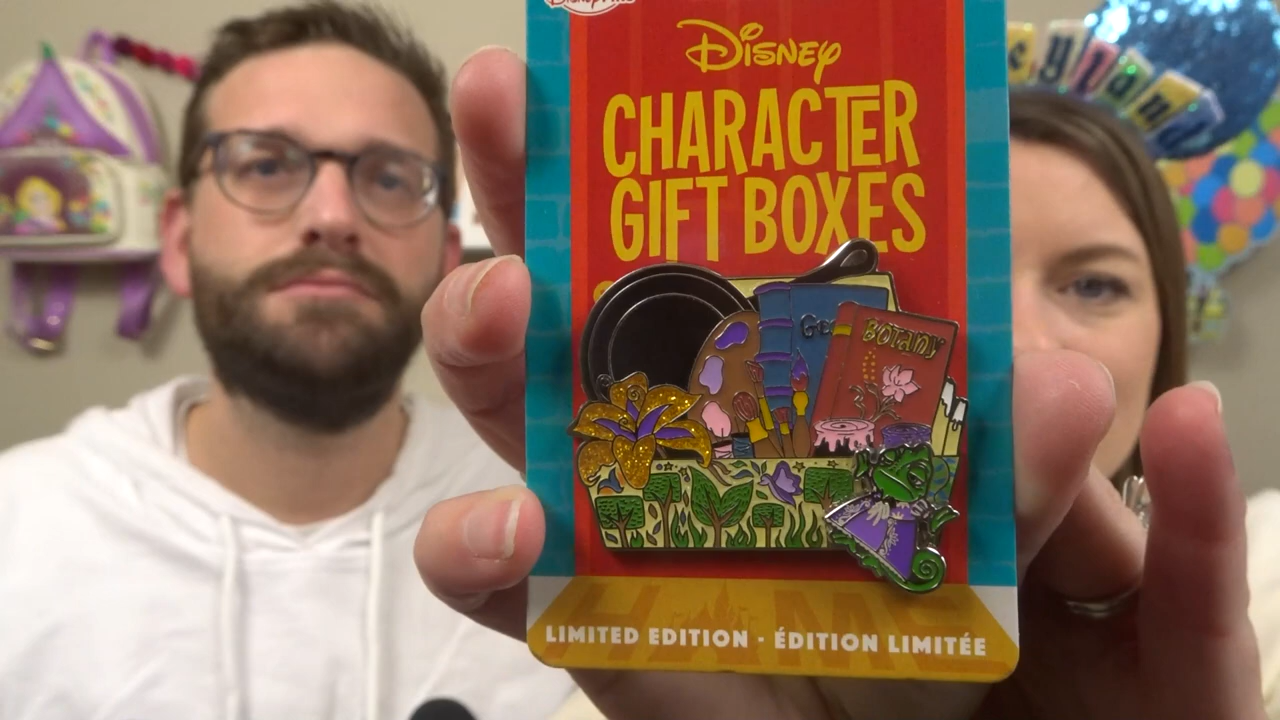 Disney
CHARACTER
GIFT BOXES
BOTANY
LIMITED EDITION - ÉDITION LIMITÉE